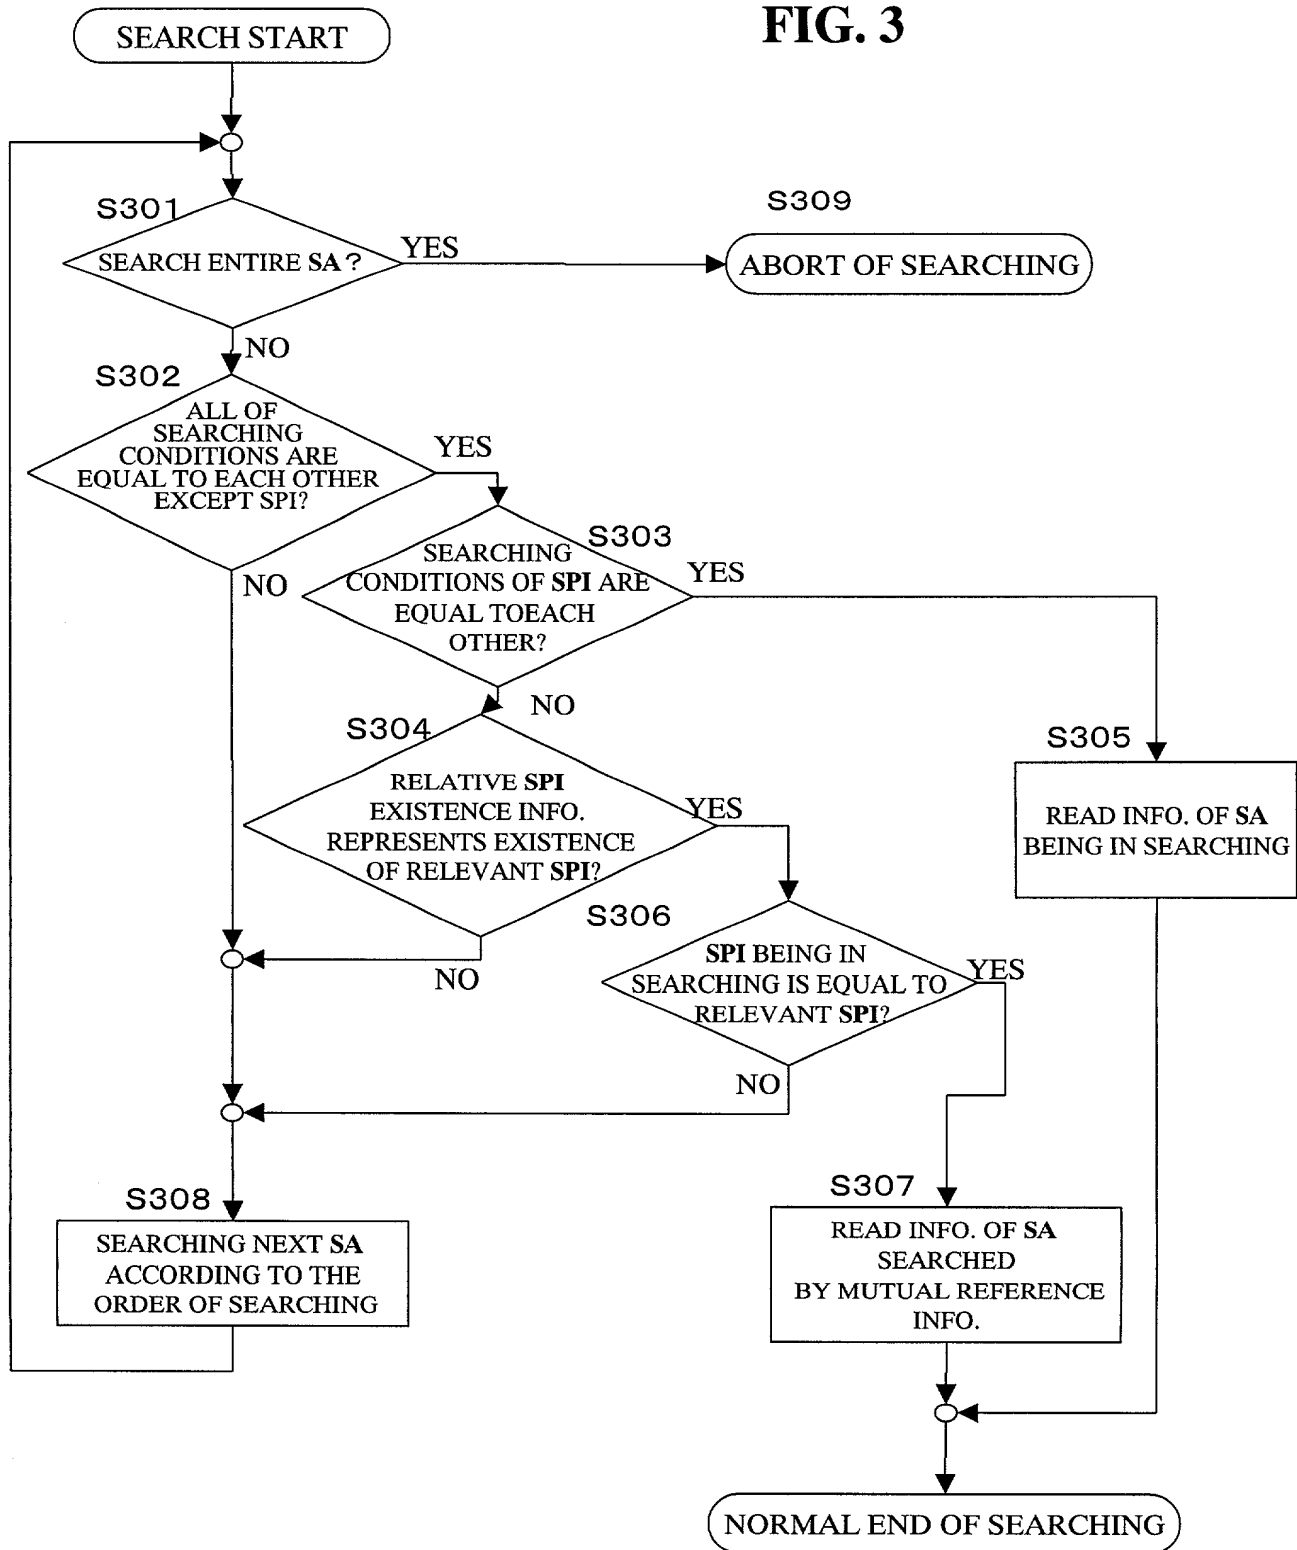 FIG. 3
SEARCH START
S301
SEARCH ENTIRE SA?
YES
S309
ABORT OF SEARCHING
NO
S302
ALL OF
SEARCHING
CONDITIONS ARE
EQUAL TO EACH OTHER
EXCEPT SPI?
YES
NO
S303
SEARCHING
CONDITIONS OF SPI ARE
EQUAL TOEACH
OTHER?
YES
NO
S304
RELATIVE SPI
EXISTENCE INFO.
REPRESENTS EXISTENCE
OF RELEVANT SPI?
YES
NO
S305
READ INFO. OF SA
BEING IN SEARCHING
S306
SPI BEING IN
SEARCHING IS EQUAL TO
RELEVANT SPI?
YES
NO
S308
SEARCHING NEXT SA
ACCORDING TO THE
ORDER OF SEARCHING
S307
READ INFO. OF SA
SEARCHED
BY MUTUAL REFERENCE
INFO.
NORMAL END OF SEARCHING